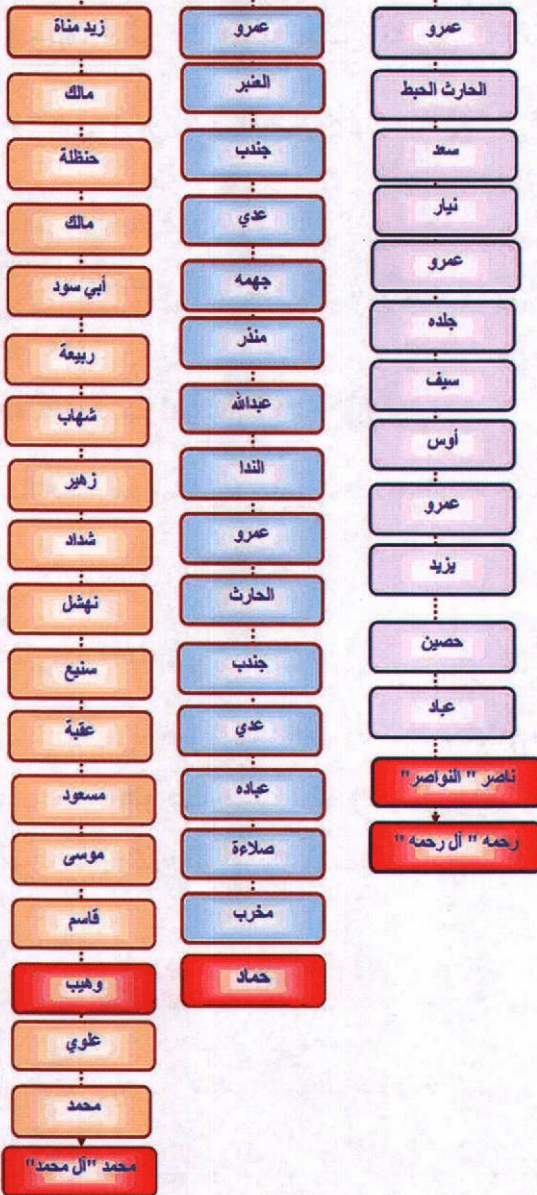 عمرو
الحارث الحبط
سعد
نيار
عمرو
جلده
سيف
أوس
عمرو
يزيد
حصين
عباد
ناصر " النواصر"
رحمه " آل رحمه "
عمرو
العنبر
جندب
عدي
جهمه
منذر
عبدالله
الندا
عمرو
الحارث
جندب
عدي
عباده
صلاءة
مخرب
حماد
زيد مناة
مالك
حنظلة
مالك
أبي سود
ربيعة
شهاب
زهير
شداد
نهشل
سنيع
عقبة
مسعود
موسى
قاسم
وهيب
علوي
محمد
محمد "آل محمد"